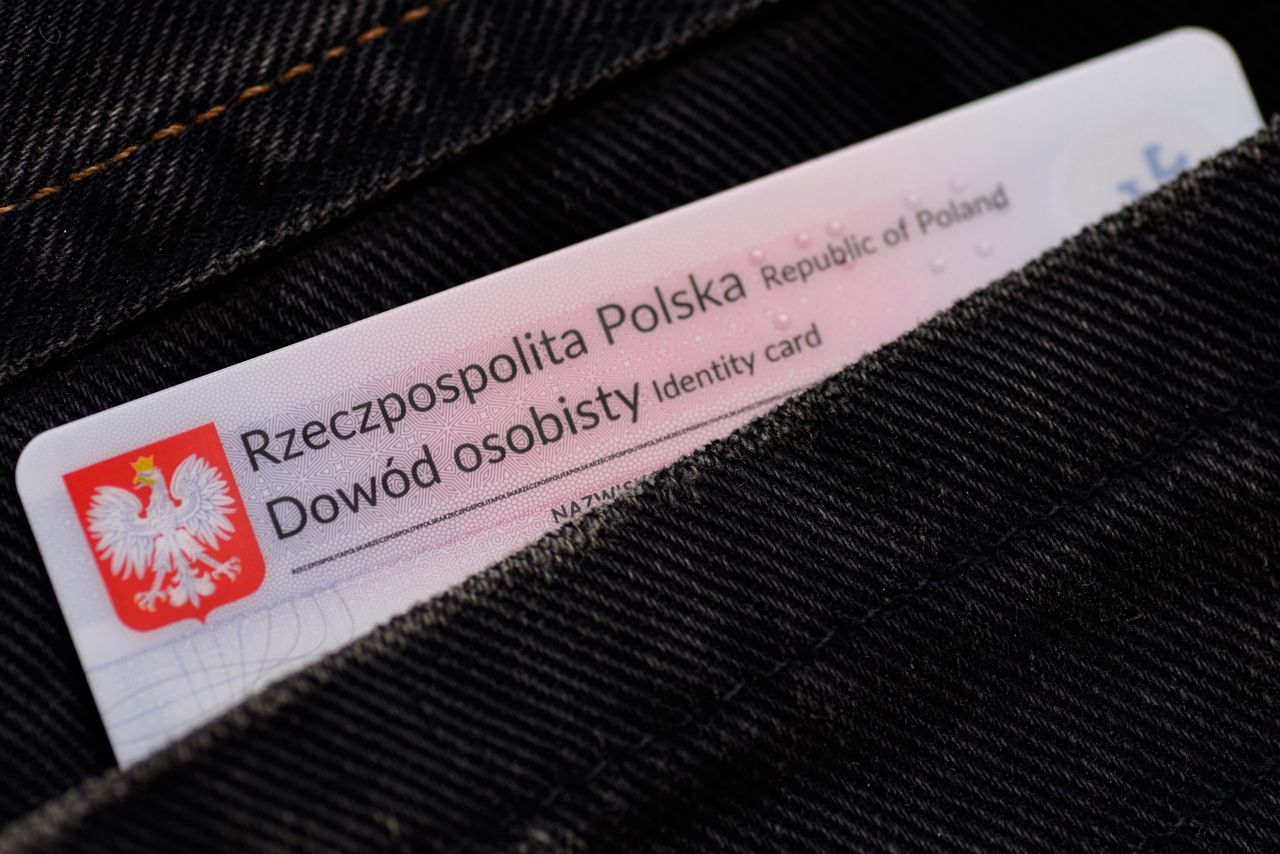 Rzeczpospolita Polska Republic of Poland
Dowód osobisty Identity card